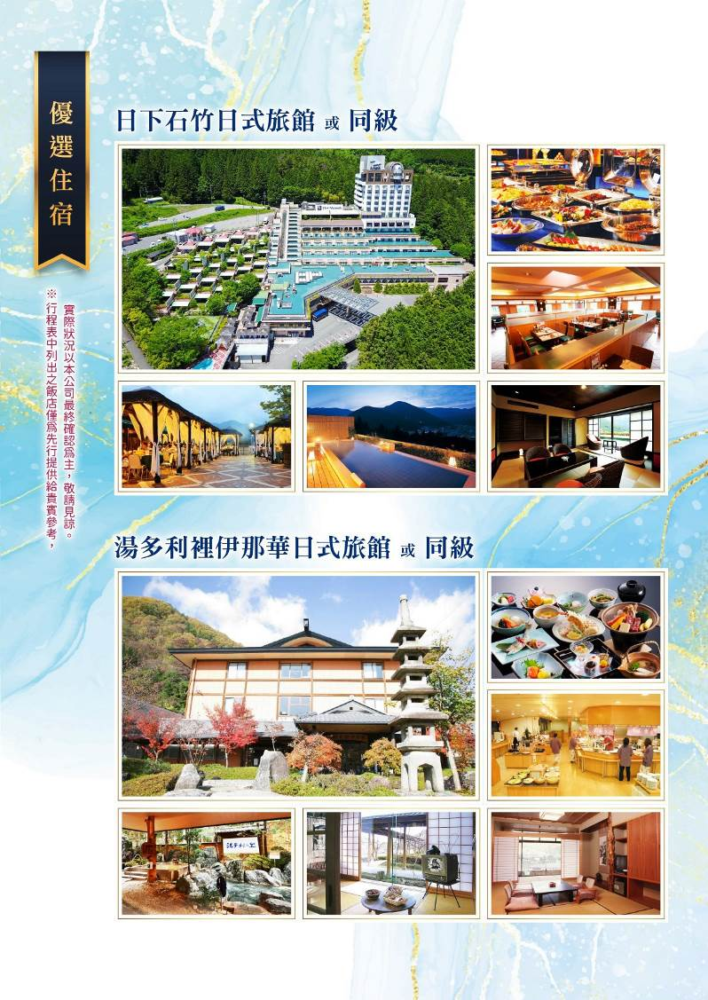 優選住宿
※行程表中列出之飯店僅為先行提供給貴賓參考，
實際狀況以本公司最終確認為主，敬請見諒。
日下石竹日式旅館 或 同級
湯多利裡伊那華日式旅館 或 同級